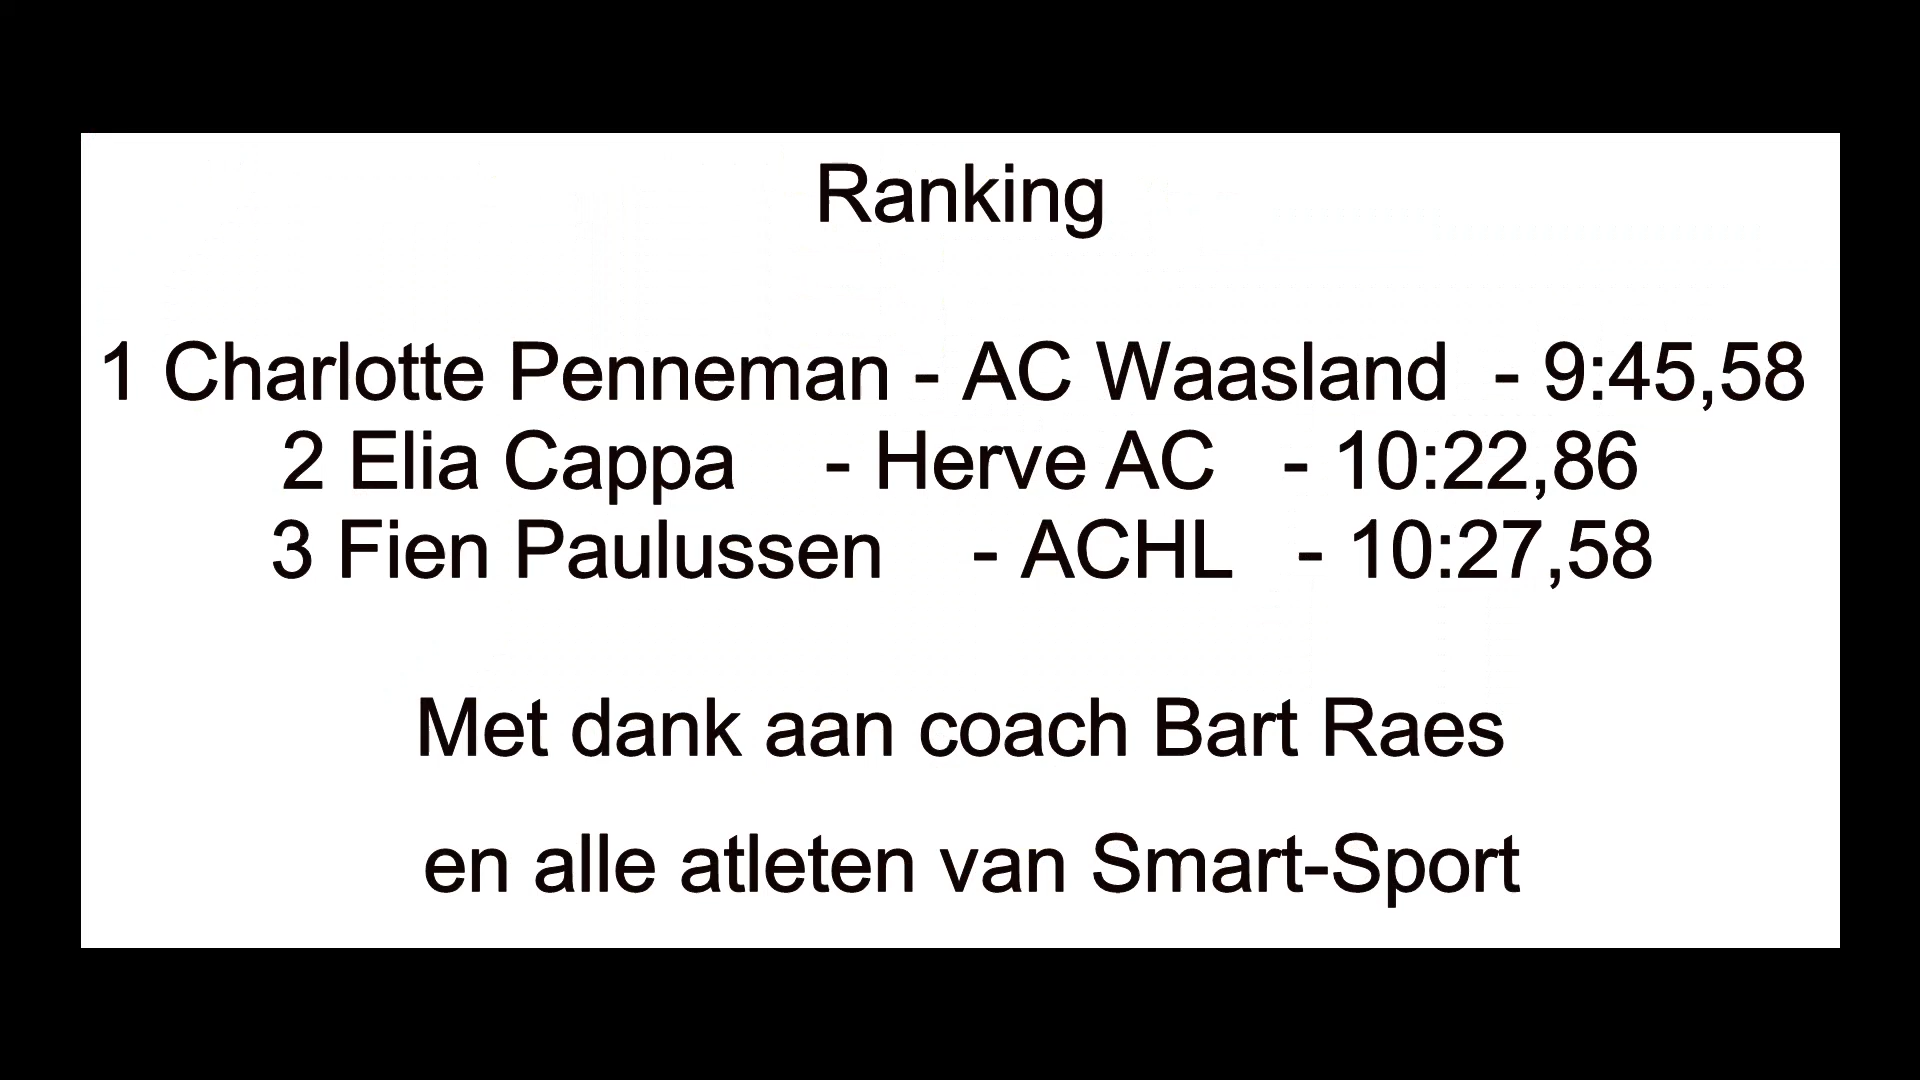 Ranking
1 Charlotte Penneman - AC Waasland - 9:45,58
2 Elia Cappa - Herve AC - 10:22,86
3 Fien Paulussen - ACHL - 10:27,58
Met dank aan coach Bart Raes
en alle atleten van Smart-Sport